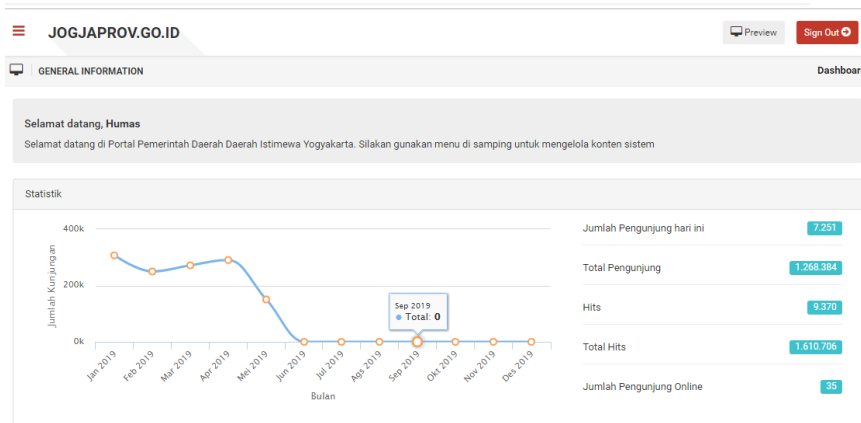 JOGJAPROV.GO.ID
Preview
Sign Out
GENERAL INFORMATION
Dashboar
Selamat datang, Humas
Selamat datang di Portal Pemerintah Daerah Daerah Istimewa Yogyakarta. Silakan gunakan menu di samping untuk mengelola konten sistem
Statistik
Jumlah Kunjungan
400k
200k
0k
Sep 2019
Total: 0
Jan 2019
Feb 2019
Mar 2019
Apr 2019
Mei 2019
Jun 2019
Jul 2019
Ags 2019
Sep 2019
Okt 2019
Nov 2019
Des 2019
Bulan
Jumlah Pengunjung hari ini 7.251
Total Pengunjung 1.268.384
Hits 9.370
Total Hits 1.610.706
Jumlah Pengunjung Online 35